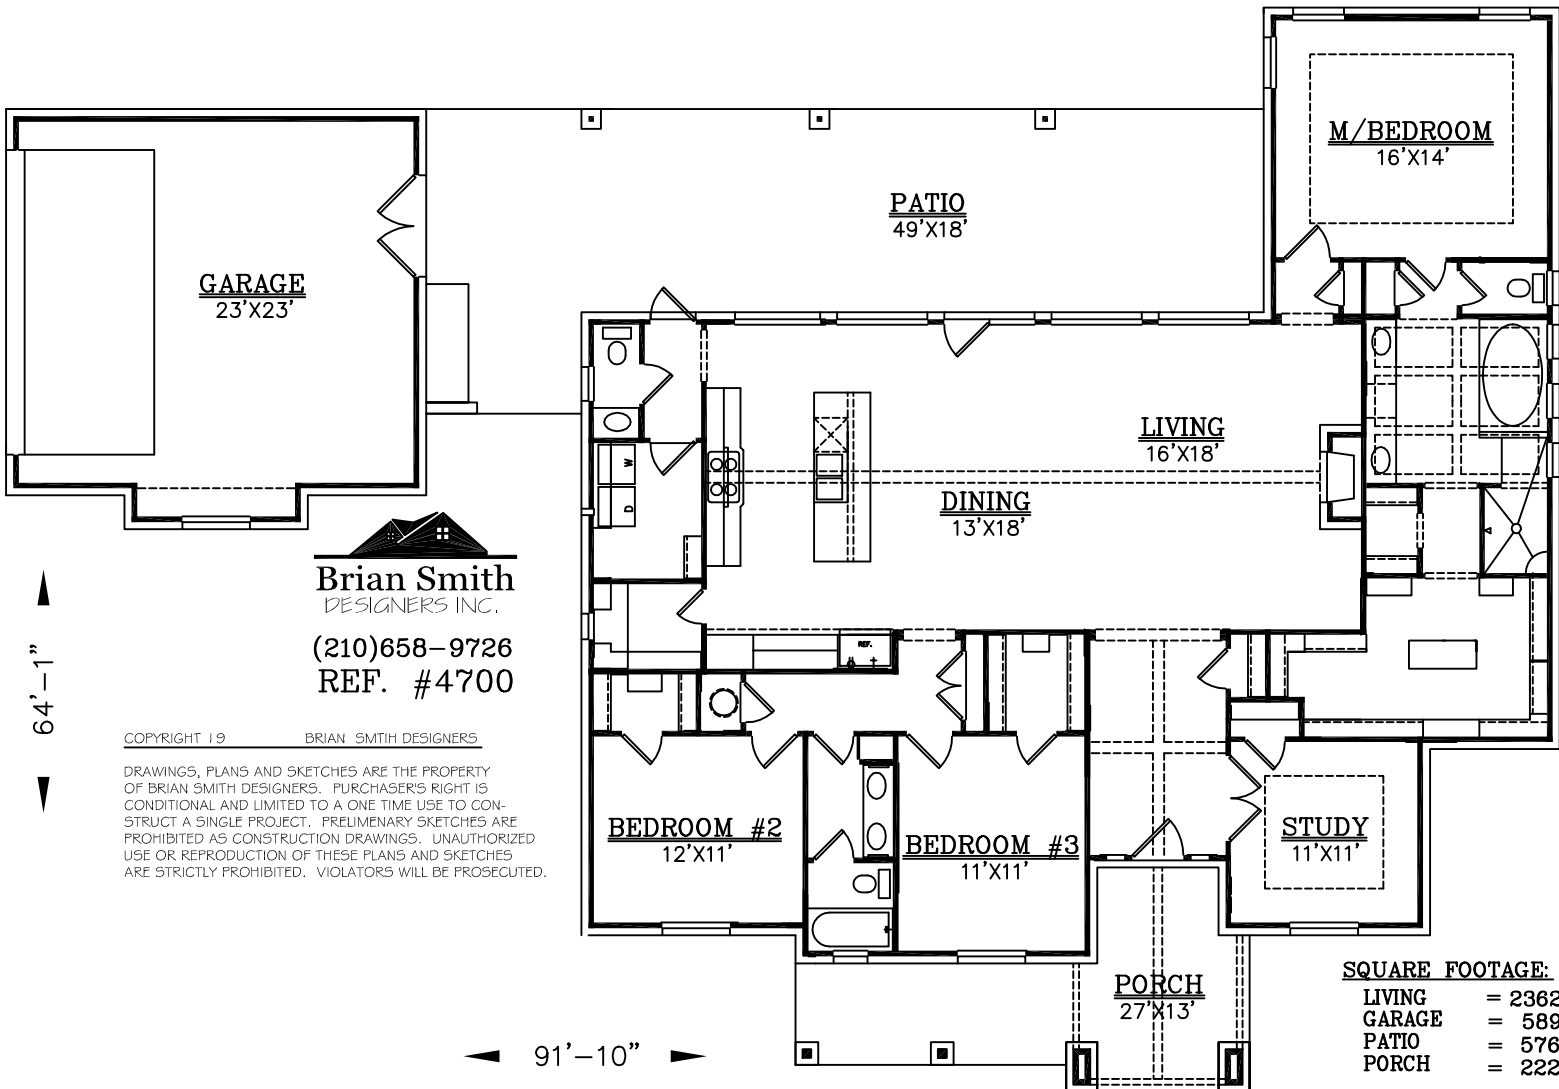 M/BEDROOM
16'X14'
PATIO
49'X18'
GARAGE
23'X23'
LIVING
16'X18'
W
DINING
13'X18'
D
Brian Smith
DESIGNERS INC.
(210)658-9726
REF. #4700
64'-1"
REF.
COPYRIGHT 19 BRIAN SMTIH DESIGNERS
DRAWINGS, PLANS AND SKETCHES ARE THE PROPERTY
OF BRIAN SMITH DESIGNERS. PURCHASER'S RIGHT IS
CONDITIONAL AND LIMITED TO A ONE TIME USE TO CON-
STRUCT A SINGLE PROJECT. PRELIMENARY SKETCHES ARE
PROHIBITED AS CONSTRUCTION DRAWINGS. UNAUTHORIZED
USE OR REPRODUCTION OF THESE PLANS AND SKETCHES
ARE STRICTLY PROHIBITED. VIOLATORS WILL BE PROSECUTED.
BEDROOM #2
12'X11'
BEDROOM #3
11'X11'
STUDY
11'X11'
PORCH
27'X13'
91'-10"
SQUARE FOOTAGE:
LIVING = 2362
GARAGE = 589
PATIO = 576
PORCH = 222